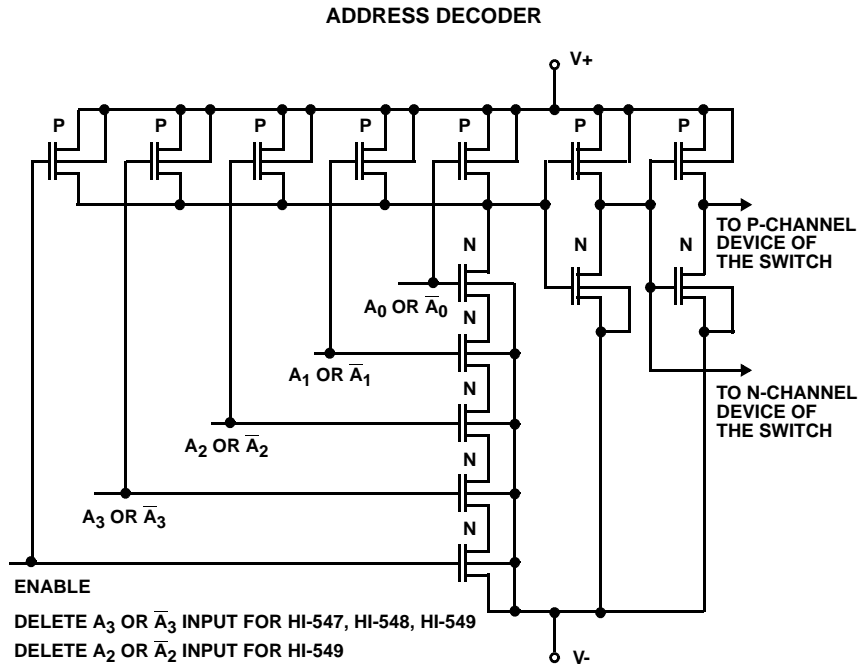 ADDRESS DECODER
V+
P
P
P
P
P
P
P
TO P-CHANNEL
DEVICE OF
THE SWITCH
N
N
N
A0 OR A̅0
N
A1 OR A̅1
TO N-CHANNEL
DEVICE OF
THE SWITCH
N
A2 OR A̅2
N
A3 OR A̅3
N
ENABLE
DELETE A3 OR A̅3 INPUT FOR HI-547, HI-548, HI-549
DELETE A2 OR A̅2 INPUT FOR HI-549
V-